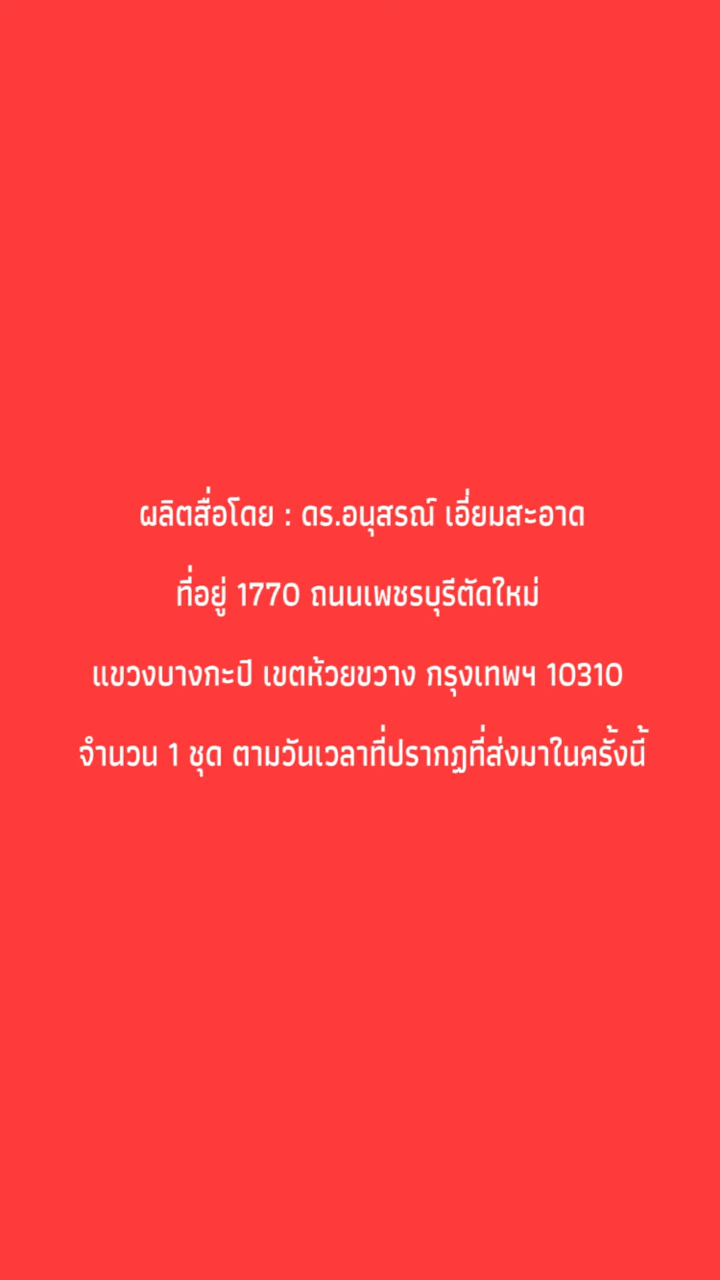 ผลิตสื่อโดย : ดร.อนุสรณ์ เอี่ยมสะอาด
ที่อยู่ 1770 ถนนเพชรบุรีตัดใหม่
แขวงบางกะปิ เขตห้วยขวาง กรุงเทพฯ 10310
จำนวน 1 ชุด ตามวันเวลาที่ปรากฏที่ส่งมาในครั้งนี้